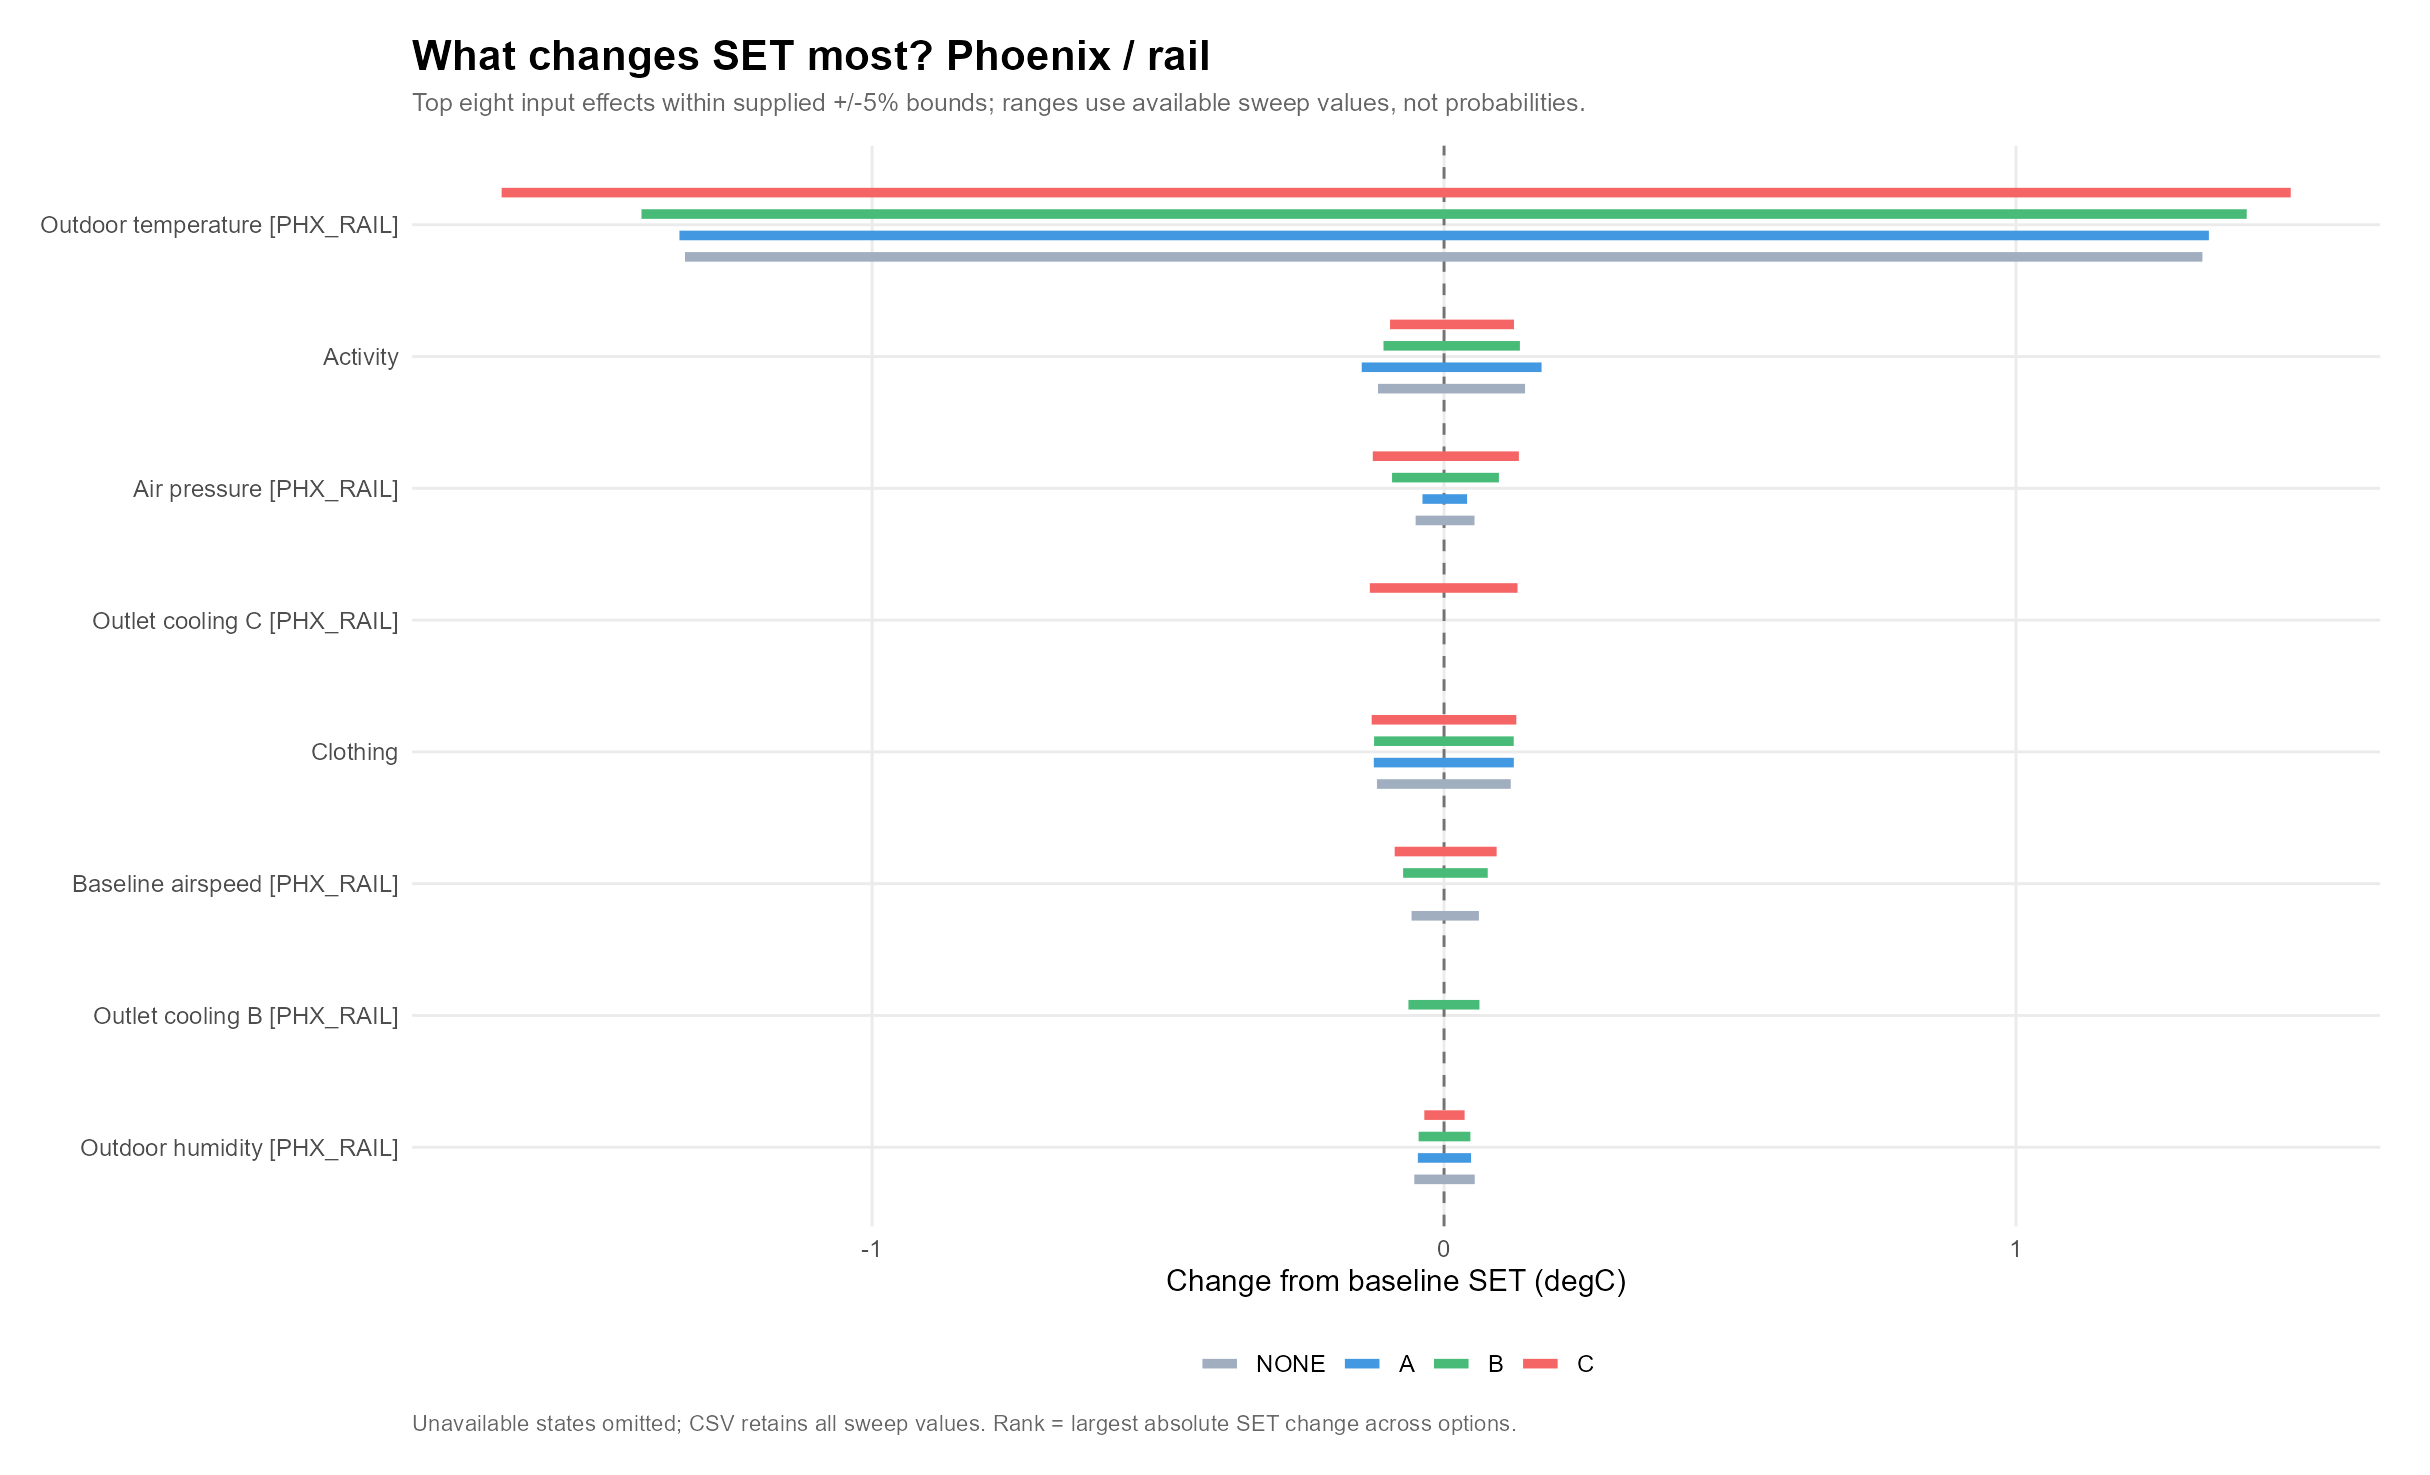 What changes SET most? Phoenix / rail
Top eight input effects within supplied +/-5% bounds; ranges use available sweep values, not probabilities.
Outdoor temperature [PHX_RAIL]
Activity
Air pressure [PHX_RAIL]
Outlet cooling C [PHX_RAIL]
Clothing
Baseline airspeed [PHX_RAIL]
Outlet cooling B [PHX_RAIL]
Outdoor humidity [PHX_RAIL]
-1 0 1
Change from baseline SET (degC)
NONE A B C
Unavailable states omitted; CSV retains all sweep values. Rank = largest absolute SET change across options.